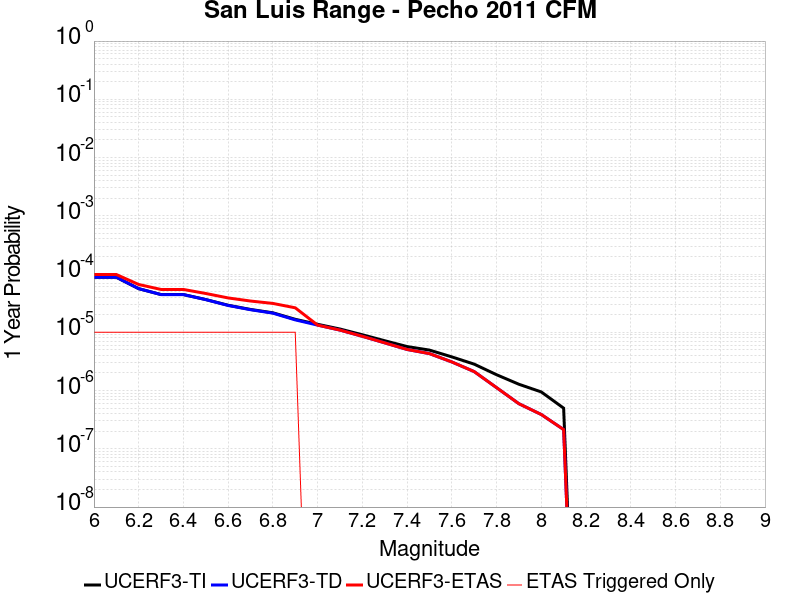 San Luis Range - Pecho 2011 CFM
10^0
10^-1
10^-2
10^-3
10^-4
10^-5
10^-6
10^-7
10^-8
1 Year Probability
6 6.2 6.4 6.6 6.8 7 7.2 7.4 7.6 7.8 8 8.2 8.4 8.6 8.8 9
Magnitude
UCERF3-TI UCERF3-TD UCERF3-ETAS ETAS Triggered Only